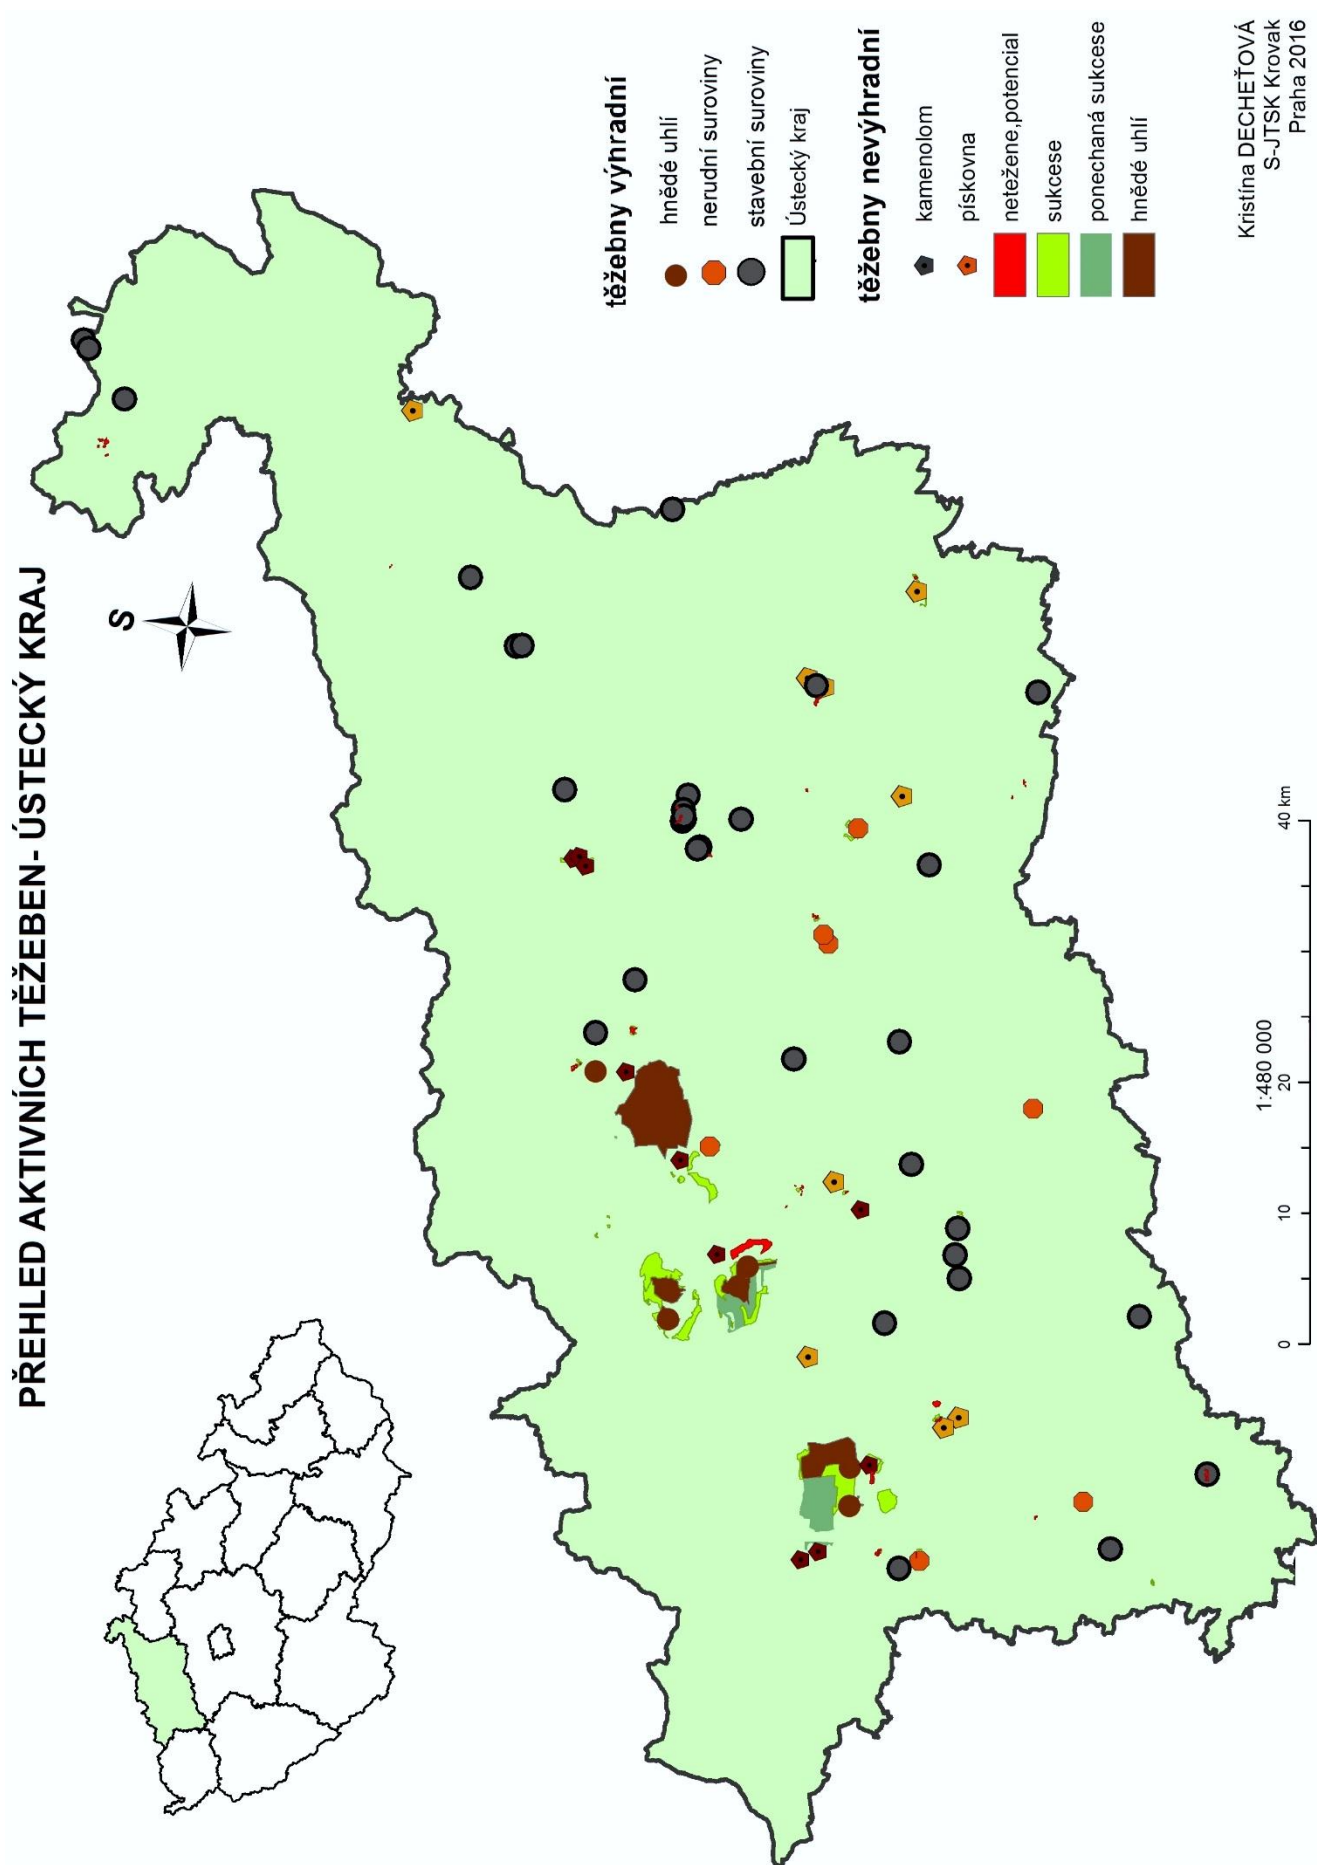 PŘEHLED AKTIVNÍCH TĚŽEBEN- ÚSTECKÝ KRAJ
S
těžebny výhradní
hnědé uhlí
nerudní suroviny
stavební suroviny
Ústecký kraj
těžebny nevýhradní
kamenolom
pískovna
netežene,potencial
sukcese
ponechaná sukcese
hnědé uhlí
1:480 000
0 10 20 40 km
Kristína DECHEŤOVÁ
S-JTSK Krovak
Praha 2016